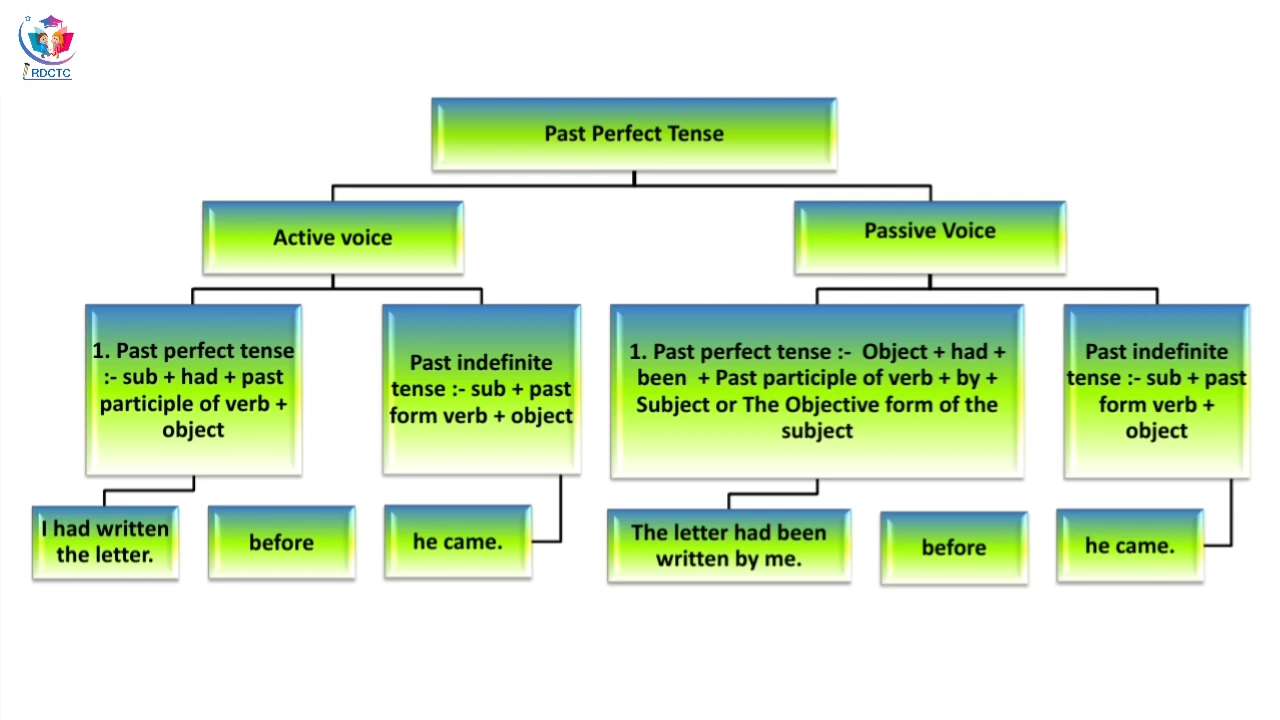 RDCTC
Past Perfect Tense
Active voice
Passive Voice
1. Past perfect tense
:- sub + had + past
participle of verb +
object
Past indefinite
tense :- sub + past
form verb + object
1. Past perfect tense :- Object + had +
been + Past participle of verb + by +
Subject or The Objective form of the
subject
Past indefinite
tense :- sub + past
form verb +
object
I had written
the letter.
before
he came.
The letter had been
written by me.
before
he came.